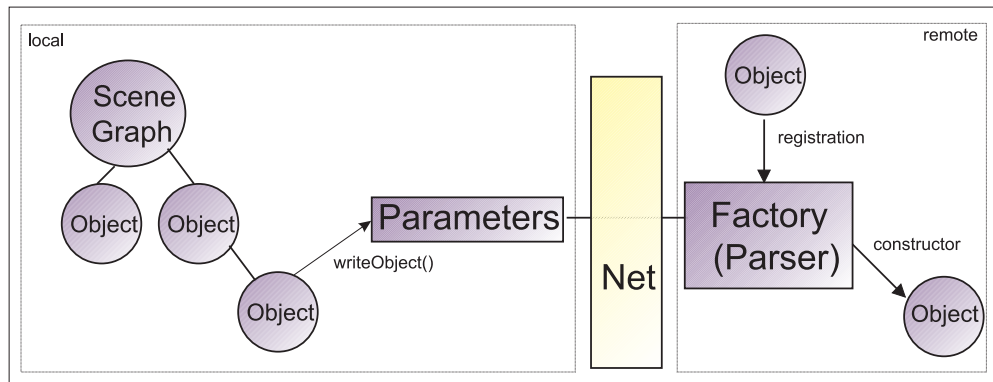 local
Scene
Graph
Object
Object
Object
writeObject()
Parameters
Net
remote
Object
registration
Factory
(Parser)
constructor
Object